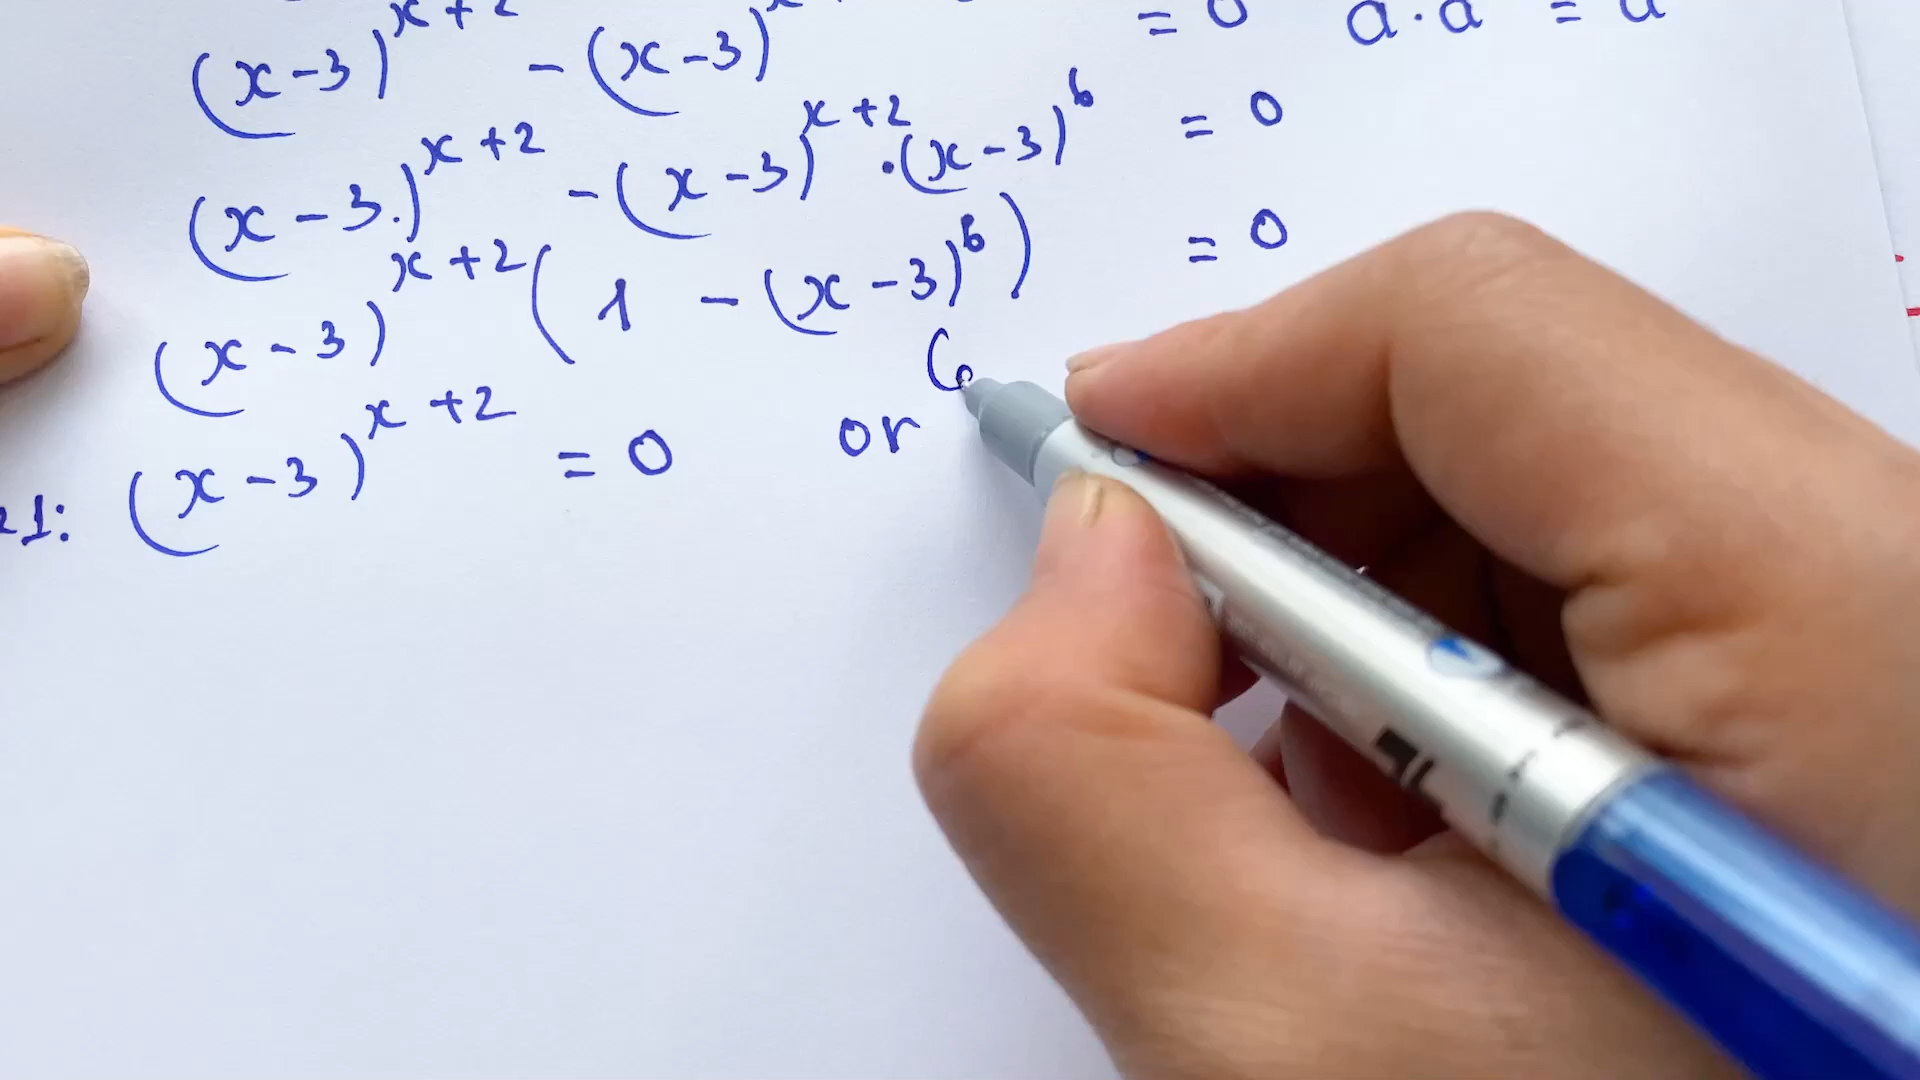 (x-3)^{x+2} - (x-3)^{x = 0 a·a = a
(x-3.)^{x+2} - (x-3)^{x+2}·(x-3)^6 = 0
(x-3)^{x+2}(1 - (x-3)^6) = 0
1: (x-3)^{x+2} = 0 or (